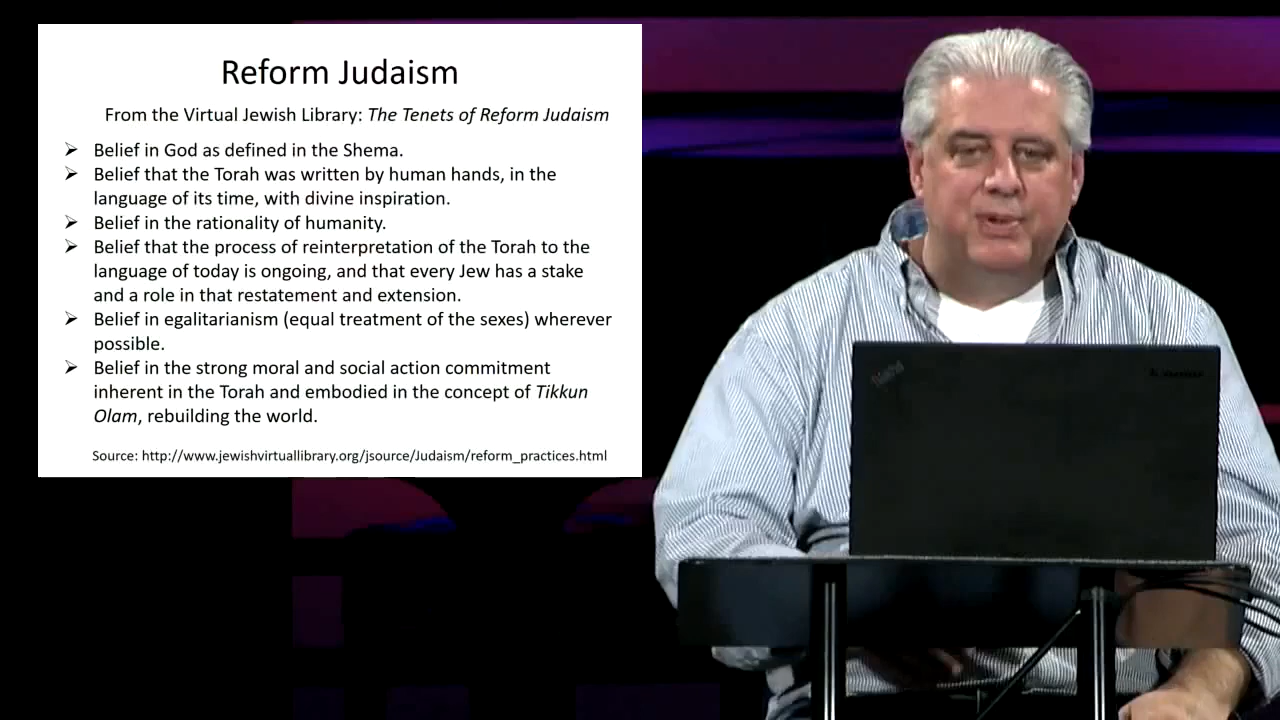 Reform Judaism
From the Virtual Jewish Library: The Tenets of Reform Judaism
➢ Belief in God as defined in the Shema.
➢ Belief that the Torah was written by human hands, in the
language of its time, with divine inspiration.
➢ Belief in the rationality of humanity.
➢ Belief that the process of reinterpretation of the Torah to the
language of today is ongoing, and that every Jew has a stake
and a role in that restatement and extension.
➢ Belief in egalitarianism (equal treatment of the sexes) wherever
possible.
➢ Belief in the strong moral and social action commitment
inherent in the Torah and embodied in the concept of Tikkun
Olam, rebuilding the world.
Source: http://www.jewishvirtuallibrary.org/jsource/Judaism/reform_practices.html